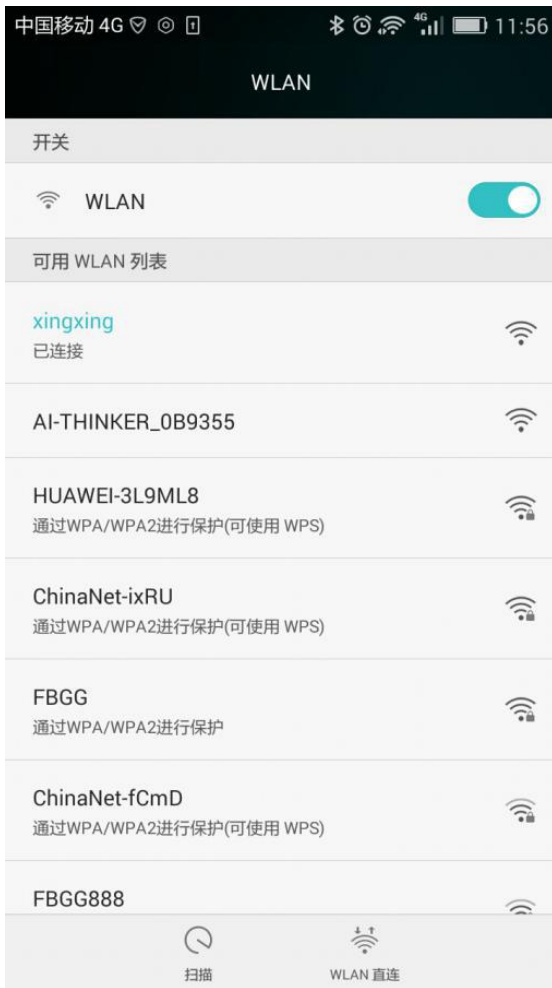 中国移动 4G 4G 11:56
WLAN
开关
WLAN
可用 WLAN 列表
xingxing
已连接
AI-THINKER_0B9355
HUAWEI-3L9ML8
通过WPA/WPA2进行保护(可使用 WPS)
ChinaNet-ixRU
通过WPA/WPA2进行保护(可使用 WPS)
FBGG
通过WPA/WPA2进行保护
ChinaNet-fCmD
通过WPA/WPA2进行保护(可使用 WPS)
FBGG888
扫描 WLAN 直连